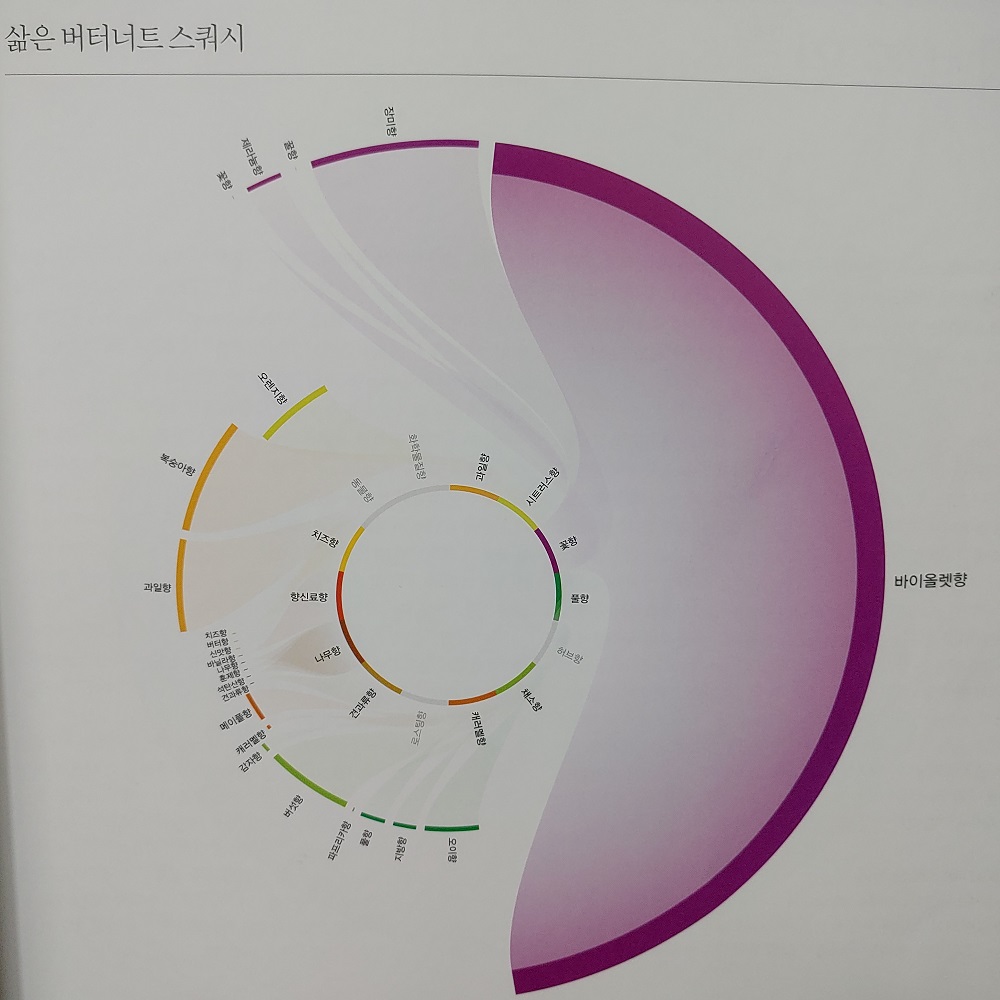 삶은 버터너트 스쿼시
장미향
꿀향
제라늄향
꽃향
오렌지향
복숭아향
과일향
치즈향
버터향
신맛향
바닐라향
나무향
훈제향
석탄산향
견과류향
메이플향
캐러멜향
감자향
버섯향
파프리카향
풀향
지방향
오이향
바이올렛향
과일향
시트러스향
꽃향
풀향
허브향
채소향
캐러멜향
로스팅향
견과류향
나무향
향신료향
치즈향
동물향
화학물질향